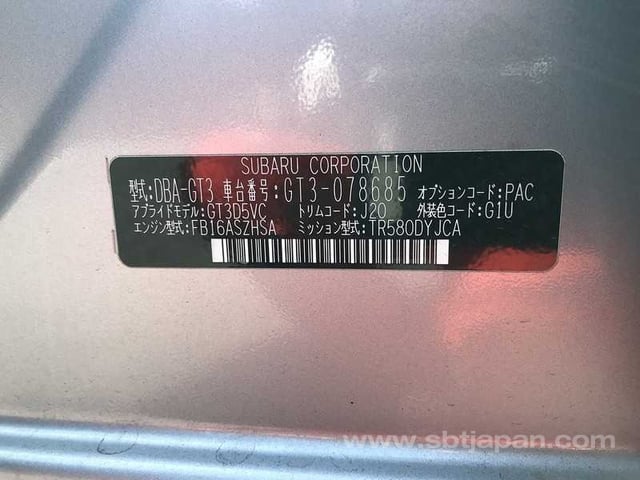 SUBARU CORPORATION
型式:DBA-GT3 車台番号:GT3-078685 オプションコード:PAC
アプライドモデル:GT3D5VC トリムコード:J20 外装色コード:G1U
エンジン型式:FB16ASZHSA ミッション型式:TR580DYJCA
www.sbtjapan.com